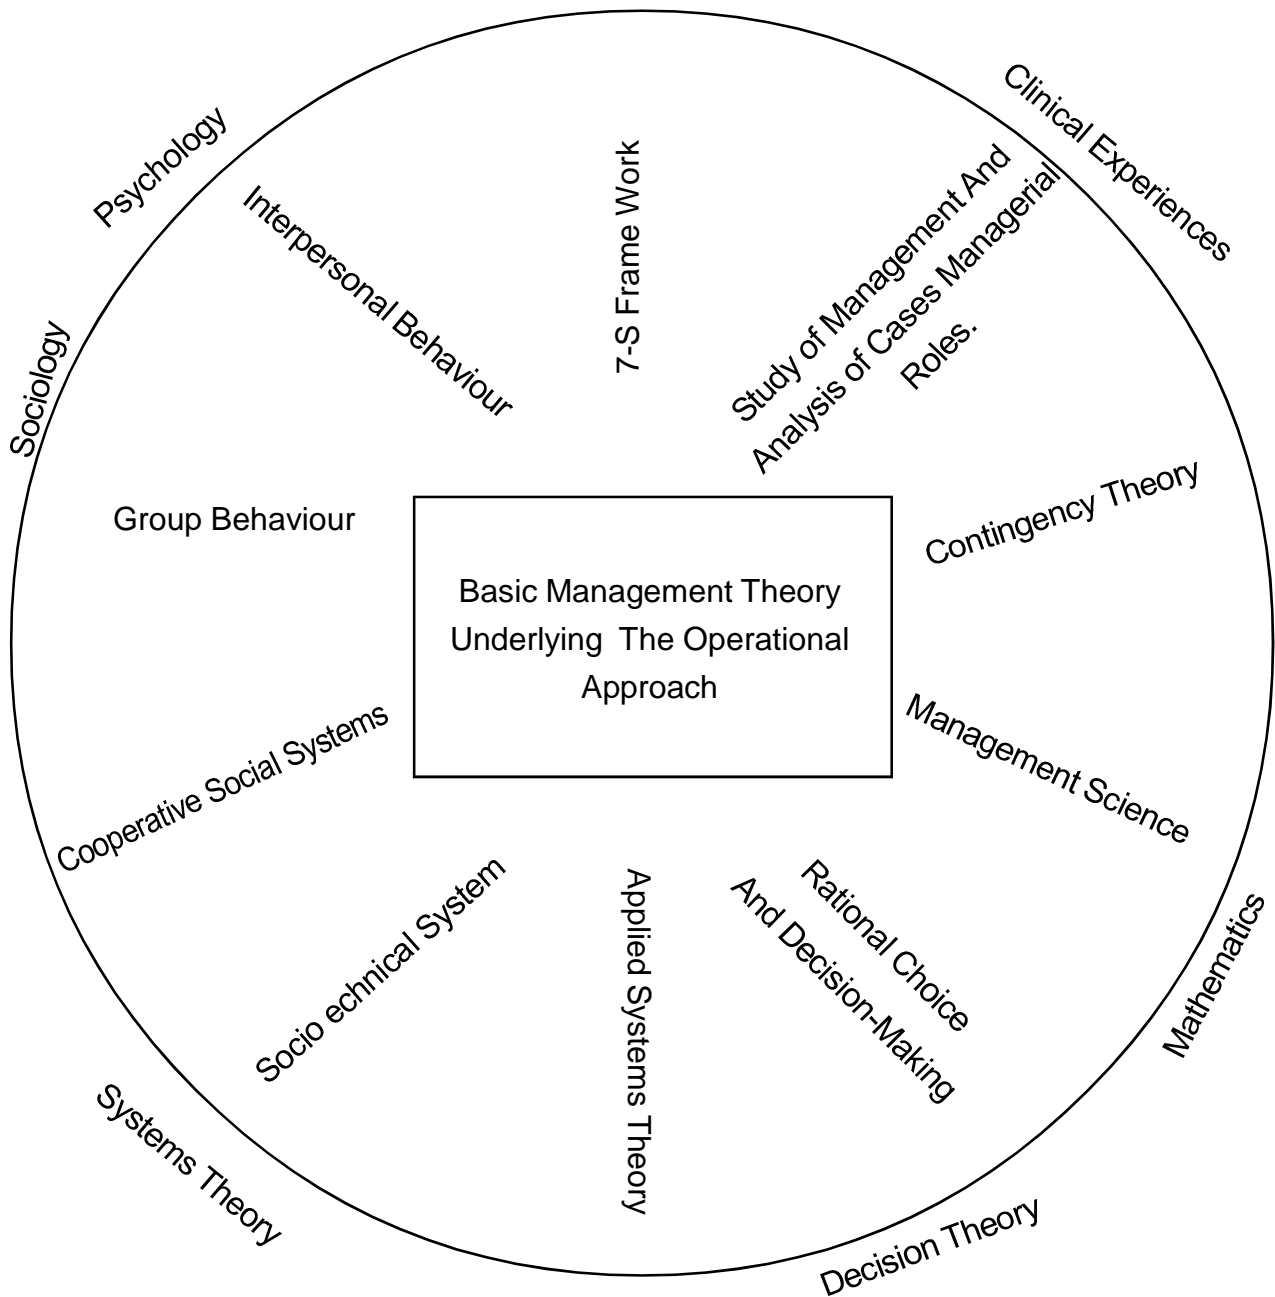 Clinical Experiences
Psychology
7-S Frame Work
Study of Management And
Analysis of Cases Managerial
Roles.
Interpersonal Behaviour
Sociology
Group Behaviour
Contingency Theory
Basic Management Theory
Underlying The Operational
Approach
Cooperative Social Systems
Management Science
Socio echnical System
Applied Systems Theory
Rational Choice
And Decision-Making
Mathematics
Systems Theory
Decision Theory